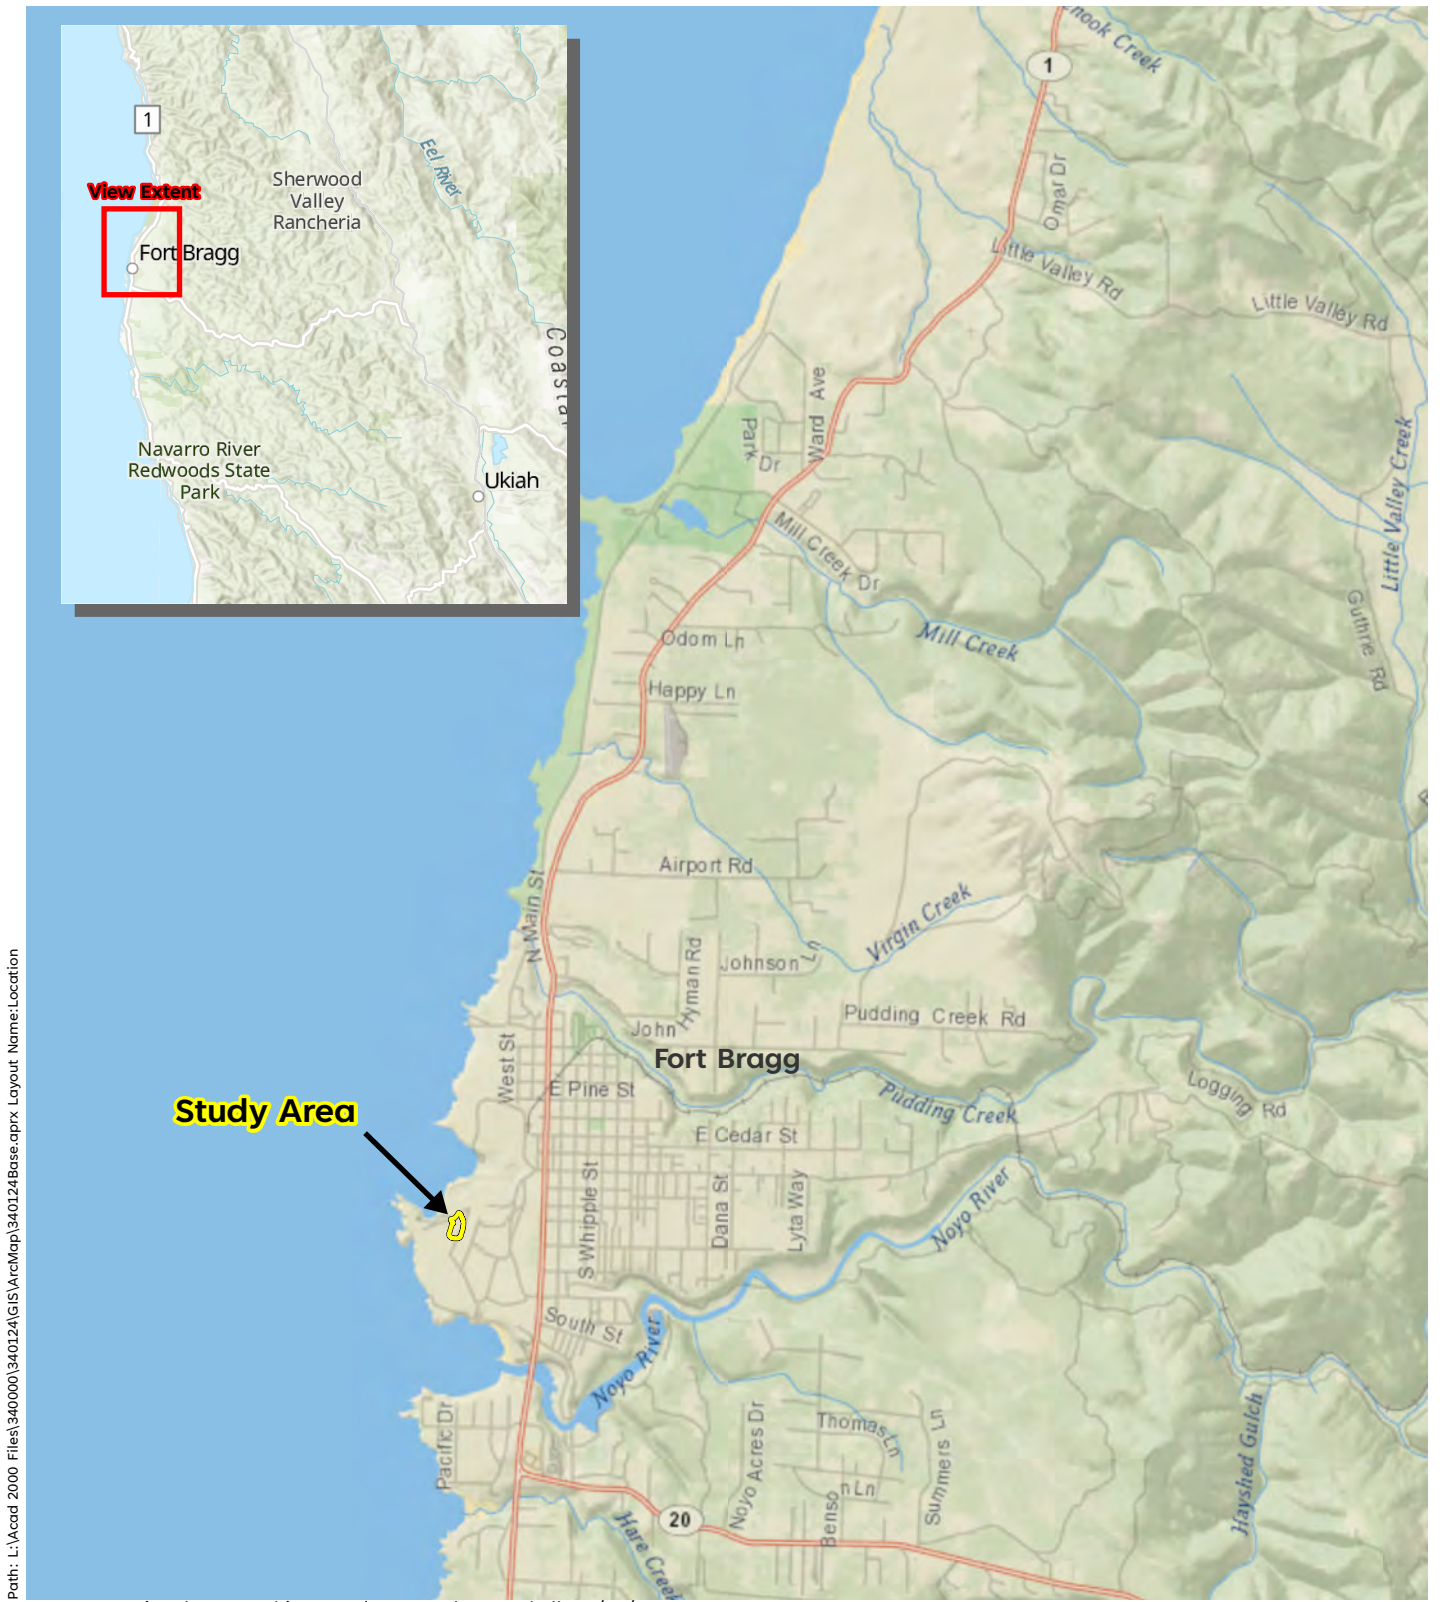 1
View Extent
Fort Bragg
Sherwood
Valley
Rancheria
Eel River
Coastal
Navarro River
Redwoods State
Park
Ukiah
1
Omar Dr
Little Valley Rd
Little Valley Rd
Little Valley Creek
Guthrie Rd
Ward Ave
Park Dr
Mill Creek Dr
Mill Creek
Odom Ln
Happy Ln
Airport Rd
N Main St
Virgin Creek
Hyman Rd
Johnson Ln
John
Pudding Creek Rd
Fort Bragg
West St
E Pine St
Pudding Creek
Logging Rd
Study Area
E Cedar St
S Whipple St
Dana St
Lyta Way
Noyo River
South St
Noyo River
Pacific Dr
Noyo Acres Dr
Thomas Ln
Summers Ln
Benso
n Ln
Hayshed Gulch
20
Hare Creek
Path: L:\Acad 2000 Files\340000\340124\GIS\ArcMap\340124Base.aprx Layout Name:Location